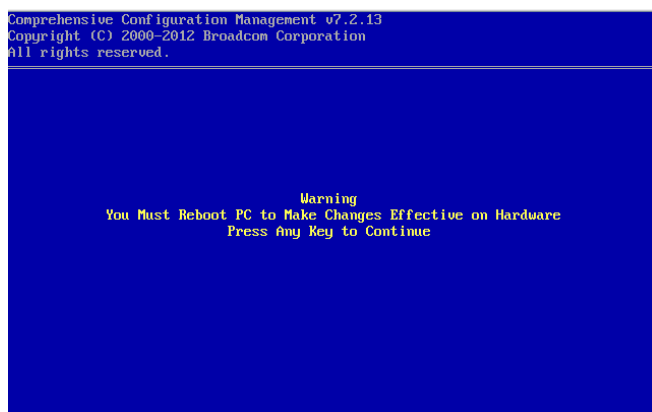 Comprehensive Configuration Management v7.2.13
Copyright (C) 2000-2012 Broadcom Corporation
All rights reserved.
Warning
You Must Reboot PC to Make Changes Effective on Hardware
Press Any Key to Continue